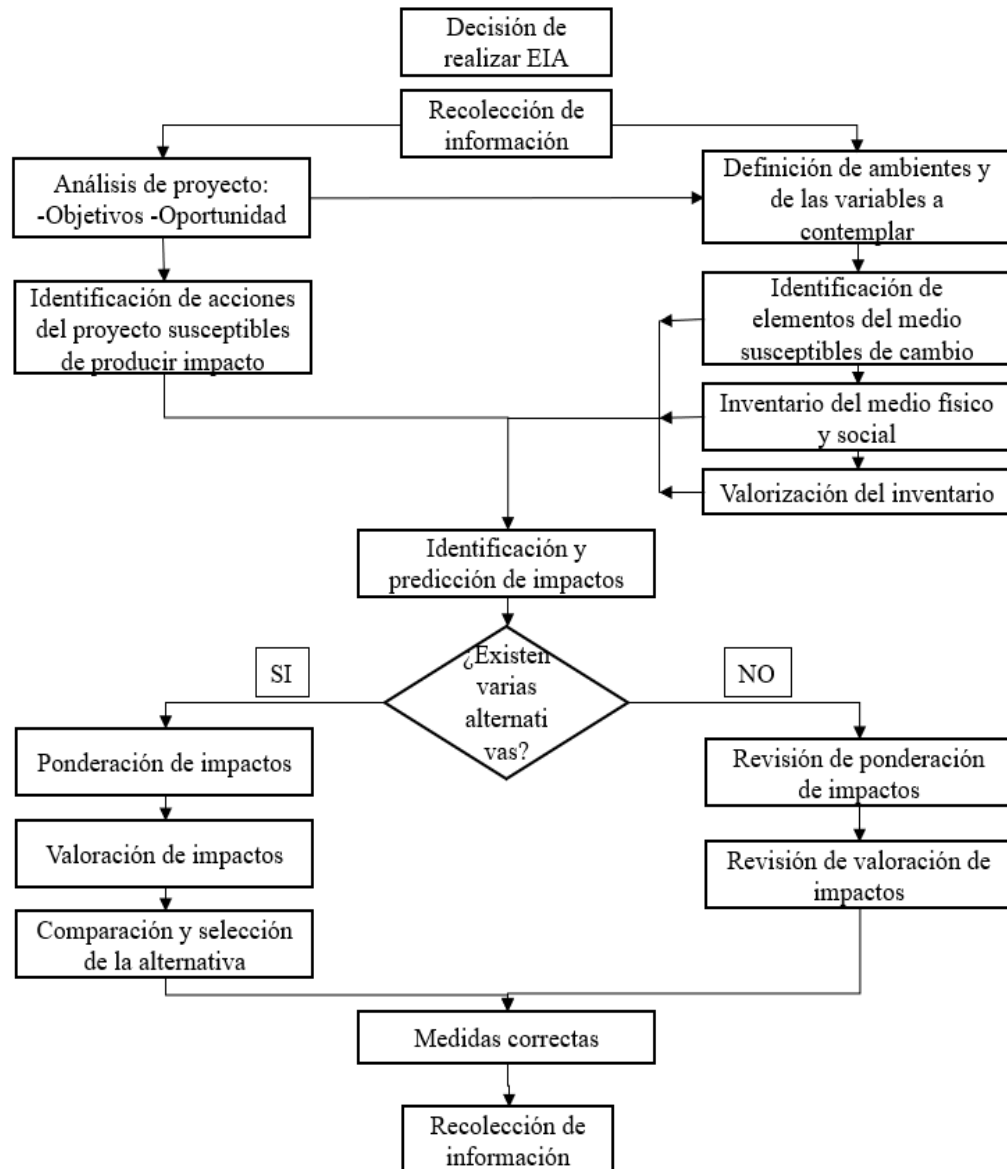 Decisión de
realizar EIA
Recolección de
información
Análisis de proyecto:
-Objetivos -Oportunidad
Definición de ambientes y
de las variables a
contemplar
Identificación de acciones
del proyecto susceptibles
de producir impacto
Identificación de
elementos del medio
susceptibles de cambio
Inventario del medio físico
y social
Valorización del inventario
Identificación y
predicción de impactos
¿Existen
varias
alternati
vas?
SI
NO
Ponderación de impactos
Revisión de ponderación
de impactos
Valoración de impactos
Revisión de valoración de
impactos
Comparación y selección
de la alternativa
Medidas correctas
Recolección de
información